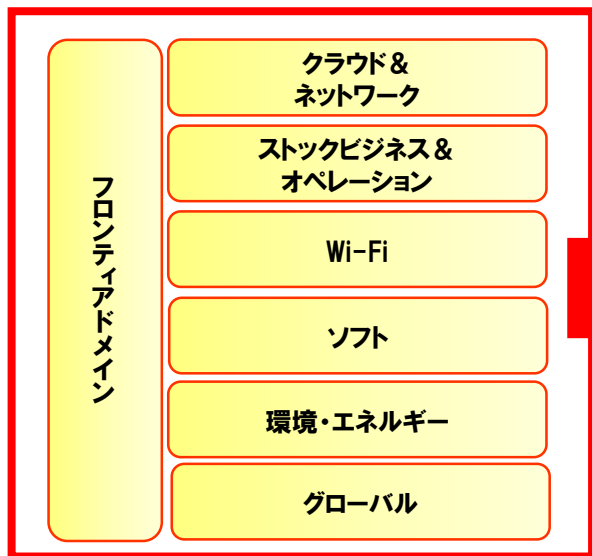 フロンティアドメイン
クラウド&
ネットワーク
ストックビジネス&
オペレーション
Wi-Fi
ソフト
環境・エネルギー
グローバル